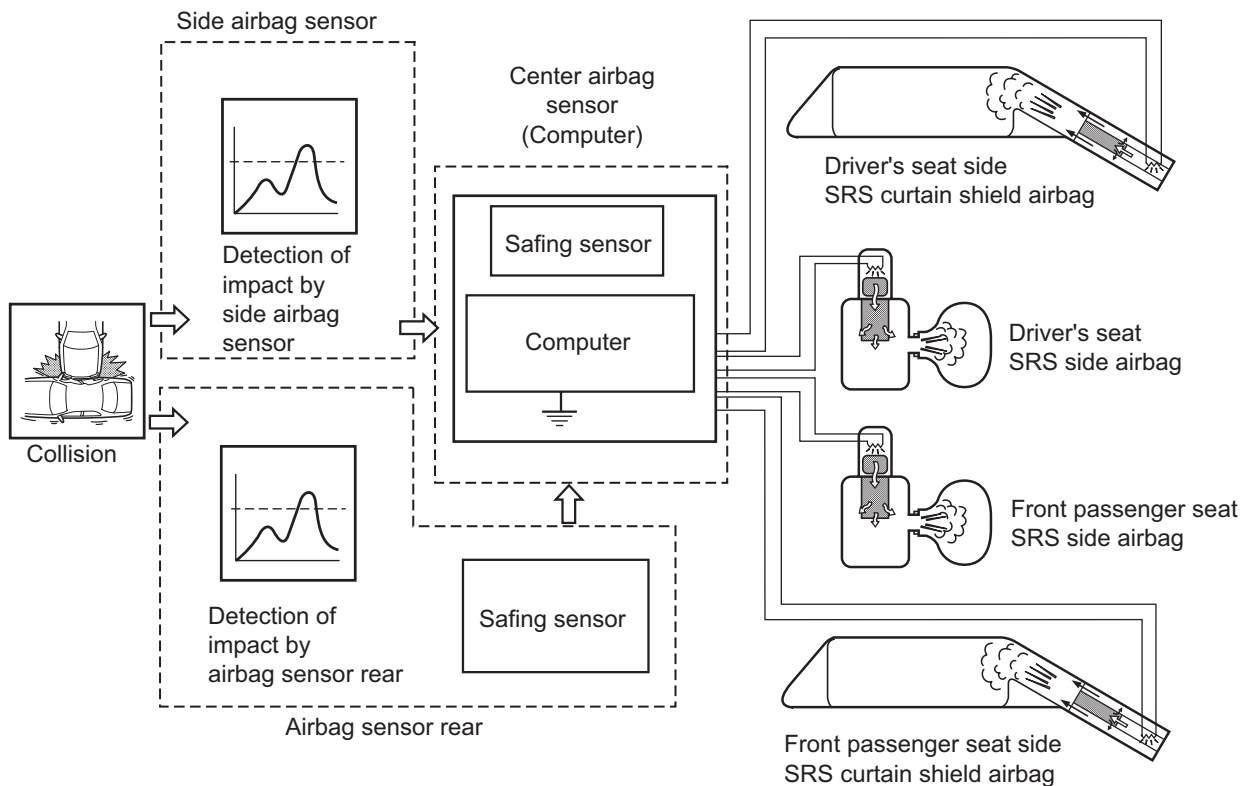 Side airbag sensor
Center airbag
sensor
(Computer)
Driver's seat side
SRS curtain shield airbag
Safing sensor
Detection of
impact by
side airbag
sensor
Computer
Driver's seat
SRS side airbag
Collision
Front passenger seat
SRS side airbag
Detection of
impact by
airbag sensor rear
Safing sensor
Airbag sensor rear
Front passenger seat side
SRS curtain shield airbag